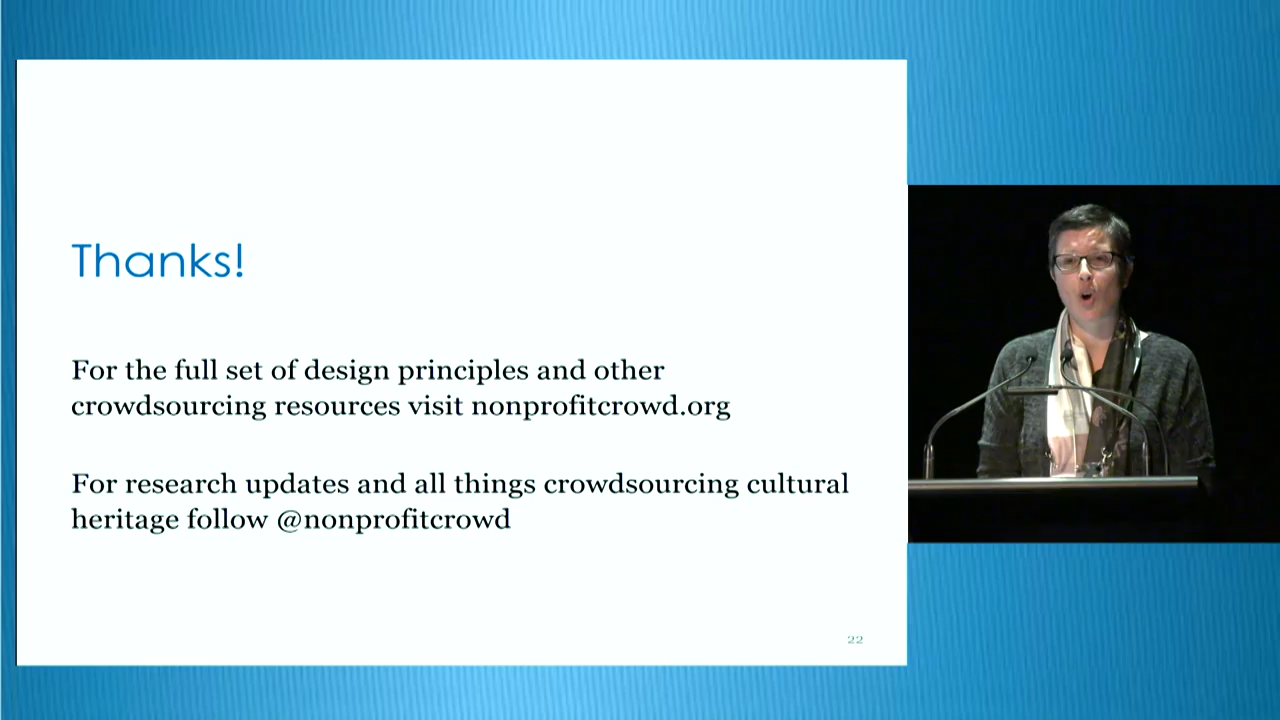 Thanks!
For the full set of design principles and other
crowdsourcing resources visit nonprofitcrowd.org
For research updates and all things crowdsourcing cultural
heritage follow @nonprofitcrowd
22